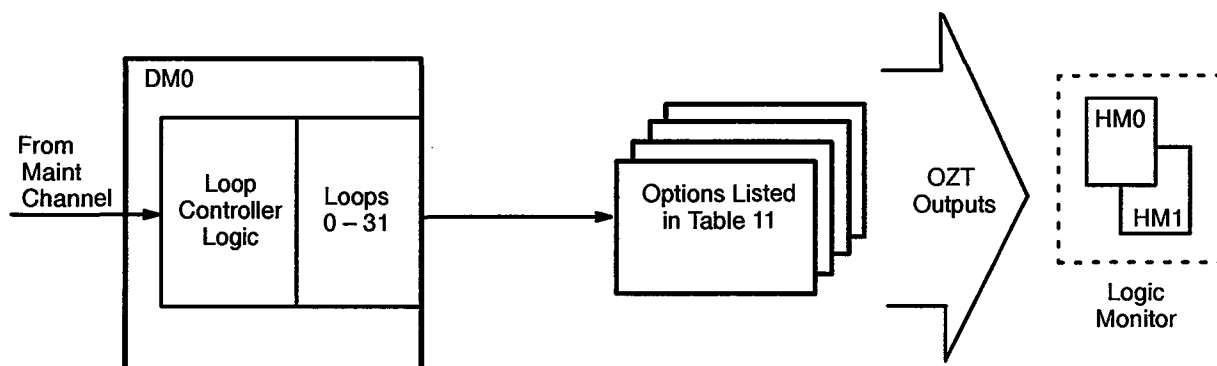 DM0
From
Maint
Channel
Loop
Controller
Logic
Loops
0 – 31
Options Listed
in Table 11
OZT
Outputs
HM0
HM1
Logic
Monitor